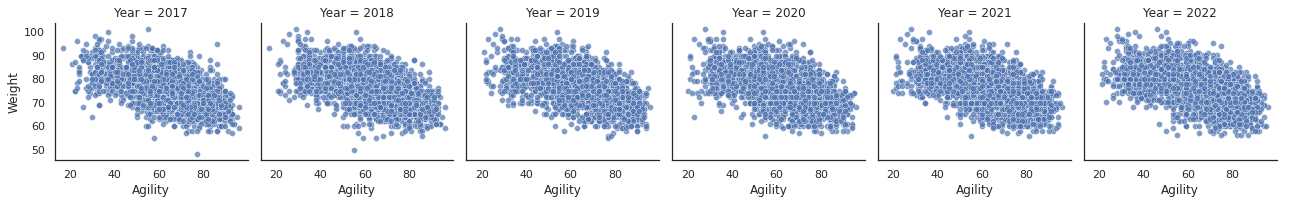 Year = 2017 Year = 2018 Year = 2019 Year = 2020 Year = 2021 Year = 2022
100
90
80
70
60
50
Weight
20 40 60 80 20 40 60 80 20 40 60 80 20 40 60 80 20 40 60 80 20 40 60 80
Agility Agility Agility Agility Agility Agility